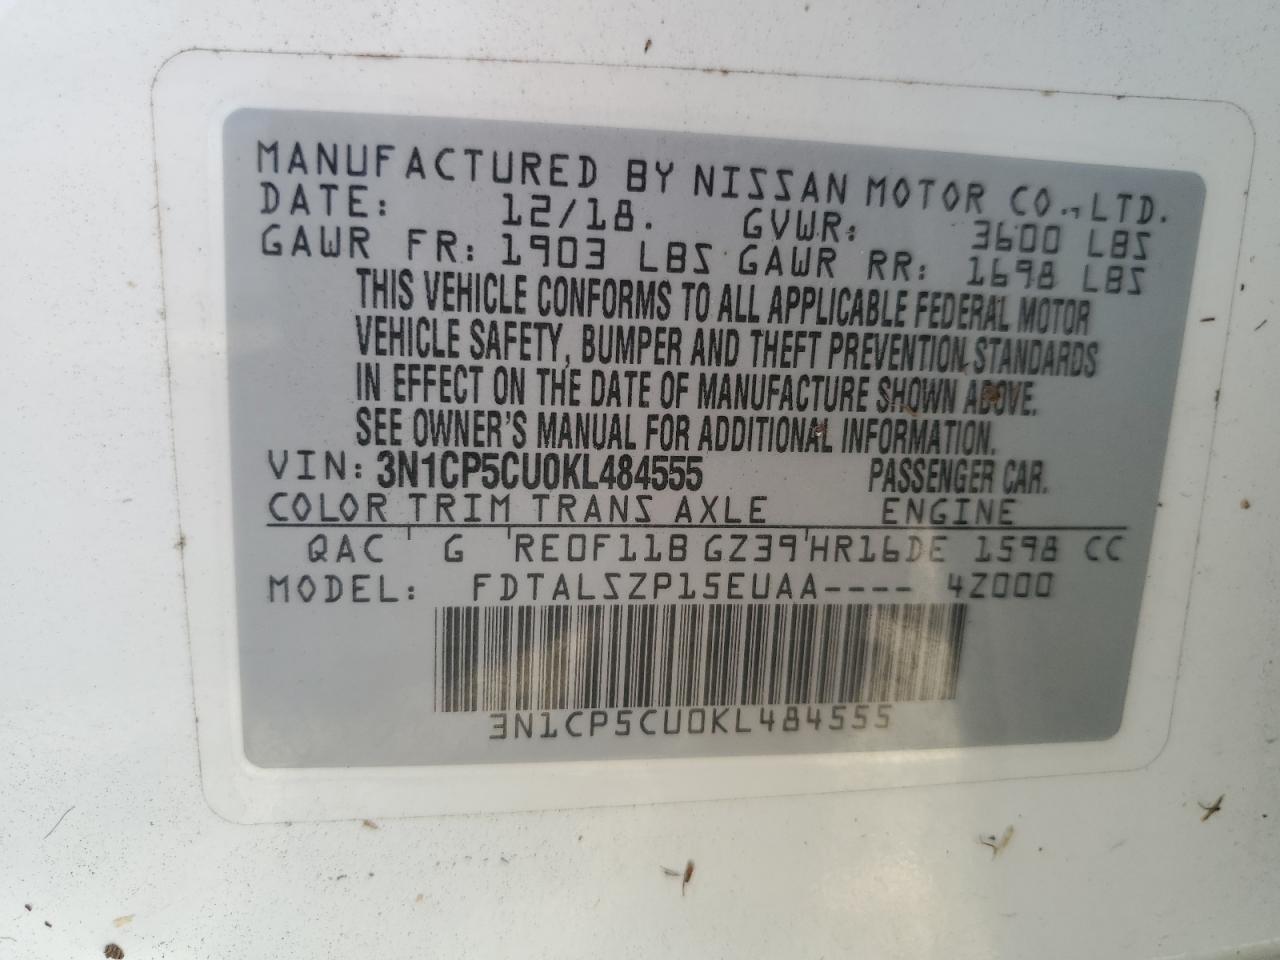 MANUFACTURED BY NISSAN MOTOR CO., LTD.
DATE: 12/18. GVWR: 3600 LBS
GAWR FR: 1903 LBS GAWR RR: 1698 LBS
THIS VEHICLE CONFORMS TO ALL APPLICABLE FEDERAL MOTOR
VEHICLE SAFETY, BUMPER AND THEFT PREVENTION STANDARDS
IN EFFECT ON THE DATE OF MANUFACTURE SHOWN ABOVE.
SEE OWNER'S MANUAL FOR ADDITIONAL INFORMATION.
VIN: 3N1CP5CU0KL484555 PASSENGER CAR.
COLOR TRIM TRANS AXLE ENGINE
QAC G RE0F11B GZ39 HR16DE 1598 CC
MODEL: FDTALSZP15EUAA---- 4Z000
3N1CP5CU0KL484555